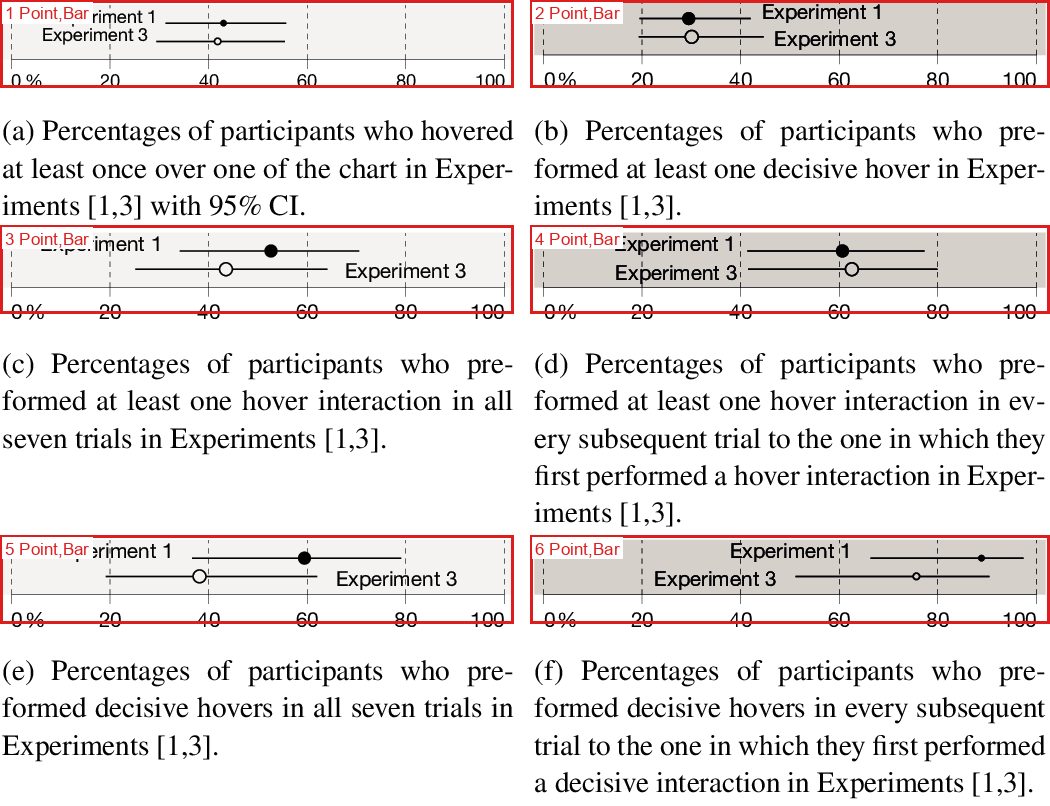 1 Point,Bar
Experiment 3
0 % 20 40 60 80 100
(a) Percentages of participants who hovered
at least once over one of the chart in Exper-
iments [1,3] with 95% CI.
2 Point,Bar
Experiment 1
Experiment 3
0 % 20 40 60 80 100
(b) Percentages of participants who pre-
formed at least one decisive hover in Exper-
iments [1,3].
3 Point,Bar
Experiment 3
0 % 20 40 60 80 100
(c) Percentages of participants who pre-
formed at least one hover interaction in all
seven trials in Experiments [1,3].
4 Point,Bar
Experiment 1
Experiment 3
0 % 20 40 60 80 100
(d) Percentages of participants who pre-
formed at least one hover interaction in ev-
ery subsequent trial to the one in which they
first performed a hover interaction in Exper-
iments [1,3].
5 Point,Bar
Experiment 3
0 % 20 40 60 80 100
(e) Percentages of participants who pre-
formed decisive hovers in all seven trials in
Experiments [1,3].
6 Point,Bar
Experiment 1
Experiment 3
0 % 20 40 60 80 100
(f) Percentages of participants who pre-
formed decisive hovers in every subsequent
trial to the one in which they first performed
a decisive interaction in Experiments [1,3].